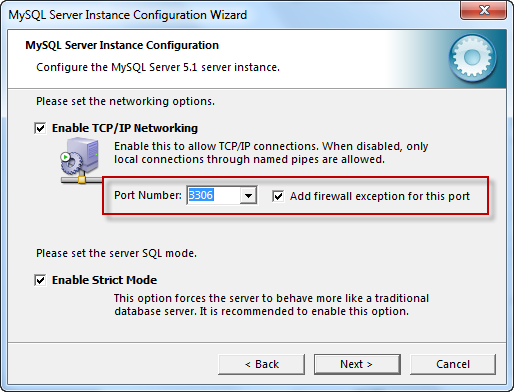 MySQL Server Instance Configuration Wizard
MySQL Server Instance Configuration
Configure the MySQL Server 5.1 server instance.
Please set the networking options.
Enable TCP/IP Networking
Enable this to allow TCP/IP connections. When disabled, only
local connections through named pipes are allowed.
Port Number: 3306 Add firewall exception for this port
Please set the server SQL mode.
Enable Strict Mode
This option forces the server to behave more like a traditional
database server. It is recommended to enable this option.
< Back Next > Cancel